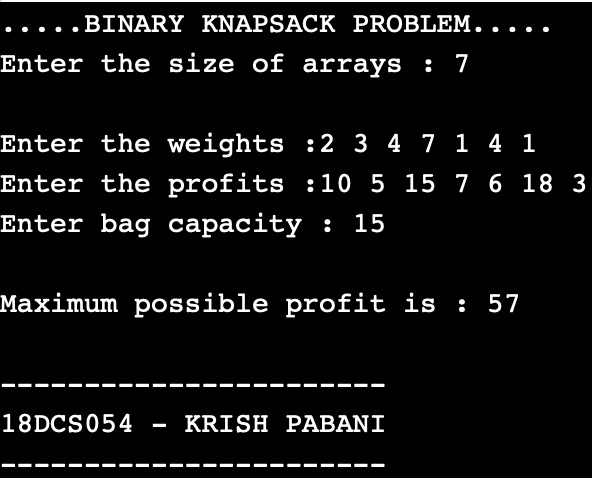 .....BINARY KNAPSACK PROBLEM.....
Enter the size of arrays : 7
Enter the weights :2 3 4 7 1 4 1
Enter the profits :10 5 15 7 6 18 3
Enter bag capacity : 15
Maximum possible profit is : 57
-----------------------
18DCS054 - KRISH PABANI
-----------------------